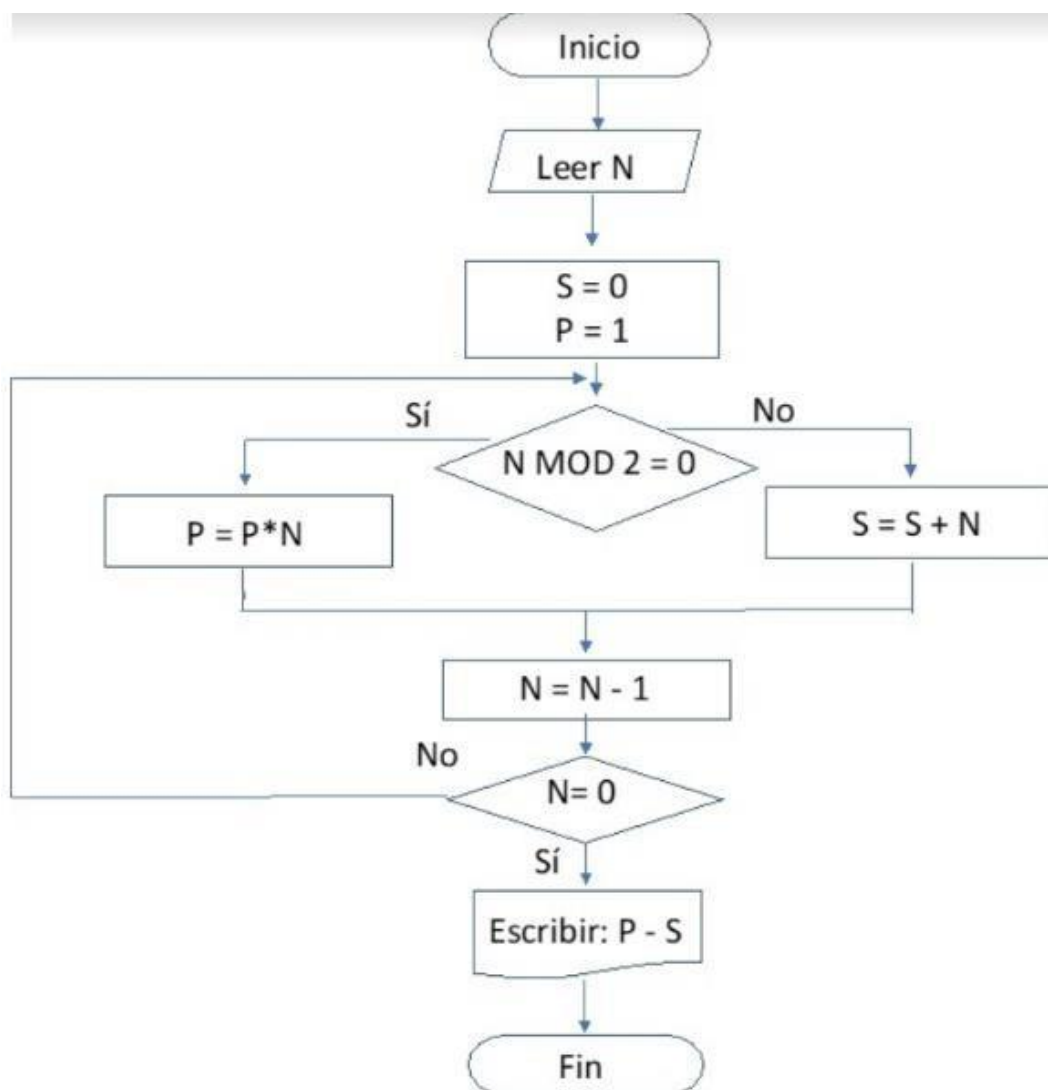 Inicio
Leer N
S = 0
P = 1
Sí
No
N MOD 2 = 0
P = P*N
S = S + N
N = N - 1
No
N= 0
Sí
Escribir: P - S
Fin